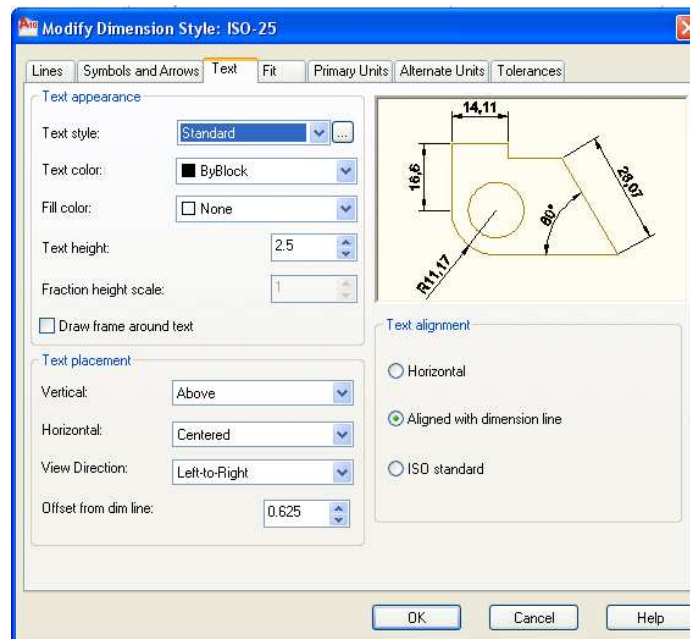 A10 Modify Dimension Style: ISO-25
Lines Symbols and Arrows Text Fit Primary Units Alternate Units Tolerances
Text appearance
Text style: Standard ...
Text color: ByBlock
Fill color: None
Text height: 2.5
Fraction height scale: 1
Draw frame around text
Text placement
Vertical: Above
Horizontal: Centered
View Direction: Left-to-Right
Offset from dim line: 0.625
14,11
16,6
28,07
60°
R11,17
Text alignment
Horizontal
Aligned with dimension line
ISO standard
OK Cancel Help